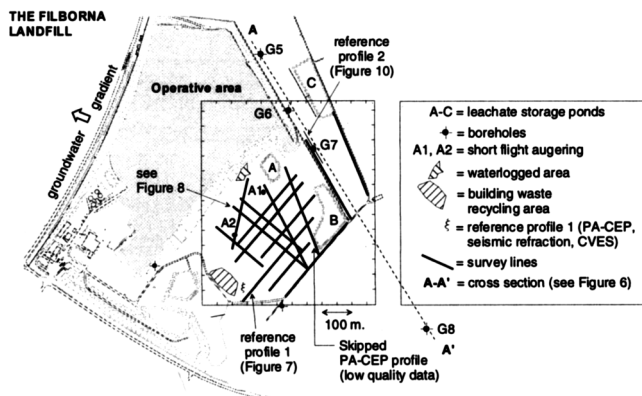 THE FILBORNA
LANDFILL
groundwater gradient
Operative area
A
G5
reference
profile 2
(Figure 10)
C
G6
G7
see
Figure 8
A
A1
A2
B
ξ
reference
profile 1
(Figure 7)
Skipped
PA-CEP profile
(low quality data)
100 m.
G8
A'
A-C = leachate storage ponds
= boreholes
A1, A2 = short flight augering
= waterlogged area
= building waste
recycling area
ξ = reference profile 1 (PA-CEP,
seismic refraction, CVES)
= survey lines
A-A' = cross section (see Figure 6)